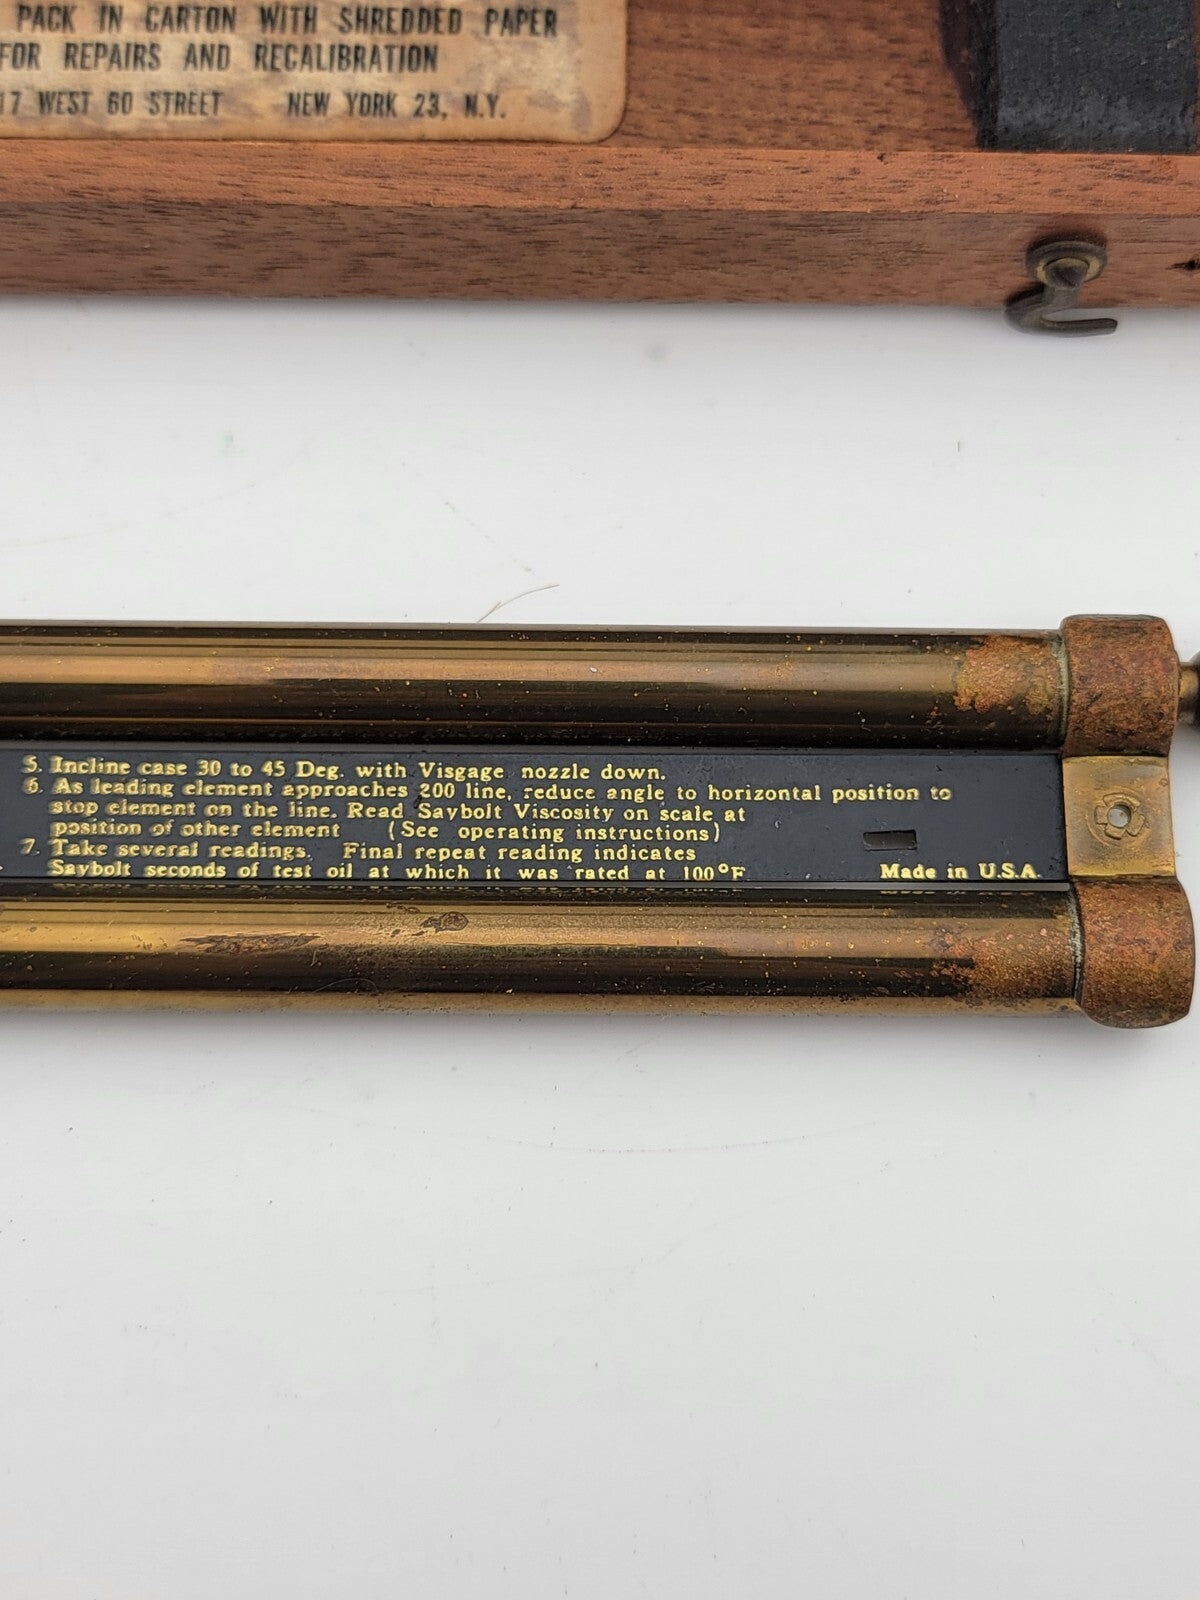 PACK IN CARTON WITH SHREDDED PAPER
FOR REPAIRS AND RECALIBRATION
17 WEST 60 STREET NEW YORK 23, N.Y.
5. Incline case 30 to 45 Deg. with Visgage nozzle down.
6. As leading element approaches 200 line, reduce angle to horizontal position to
stop element on the line. Read Saybolt Viscosity on scale at
position of other element (See operating instructions)
7. Take several readings. Final repeat reading indicates
Saybolt seconds of test oil at which it was rated at 100°F
Made in U.S.A.